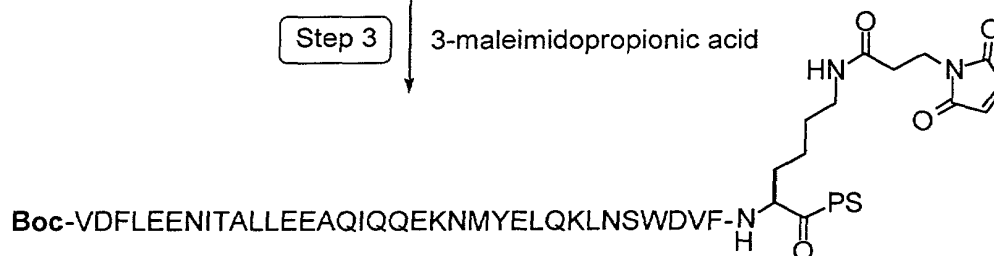 Step 3
3-maleimidopropionic acid
O
HN
N
O
O
Boc-VDFLEENITALLEEAQIQQEKNMYELQKLNSWDVF-N
H
PS
O